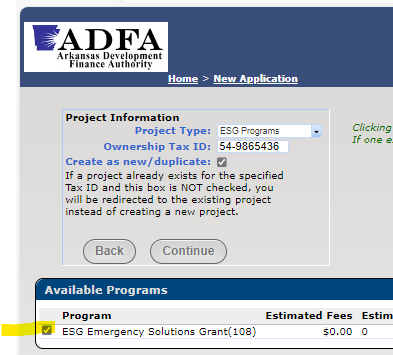 ADFA
Arkansas Development
Finance Authority
Home > New Application
Project Information
Project Type: ESG Programs
Ownership Tax ID: 54-9865436
Create as new/duplicate:
If a project already exists for the specified
Tax ID and this box is NOT checked, you
will be redirected to the existing project
instead of creating a new project.
Back Continue
Clicking
If one e
Available Programs
Program Estimated Fees Estim
ESG Emergency Solutions Grant(108) $0.00 0